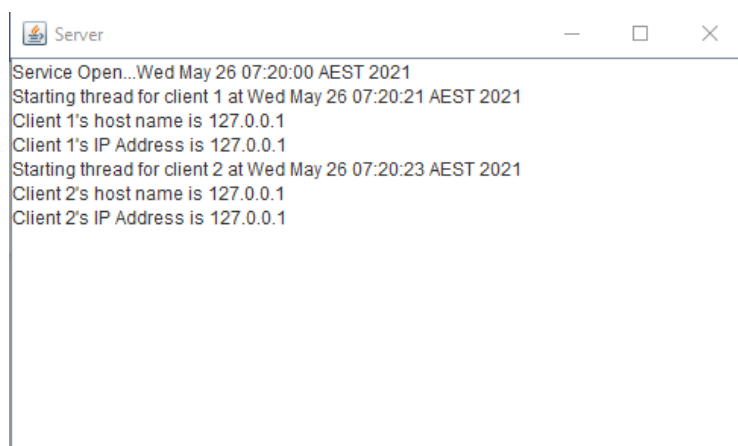 Server
Service Open...Wed May 26 07:20:00 AEST 2021
Starting thread for client 1 at Wed May 26 07:20:21 AEST 2021
Client 1's host name is 127.0.0.1
Client 1's IP Address is 127.0.0.1
Starting thread for client 2 at Wed May 26 07:20:23 AEST 2021
Client 2's host name is 127.0.0.1
Client 2's IP Address is 127.0.0.1